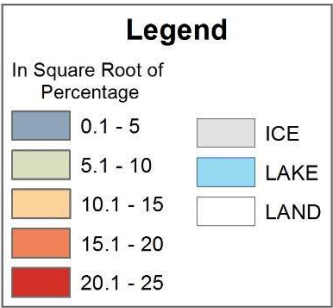 Legend
In Square Root of
Percentage
0.1 - 5
5.1 - 10
10.1 - 15
15.1 - 20
20.1 - 25
ICE
LAKE
LAND